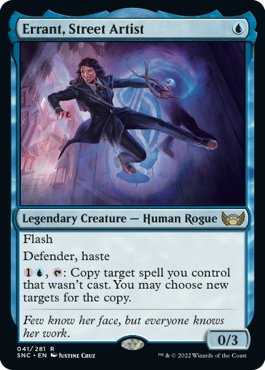 Errant, Street Artist
Legendary Creature — Human Rogue
Flash
Defender, haste
1, : Copy target spell you control
that wasn't cast. You may choose new
targets for the copy.
Few know her face, but everyone knows
her work.
0/3
041/281 R
SNC • EN Justine Cruz
™ & © 2022 Wizards of the Coast